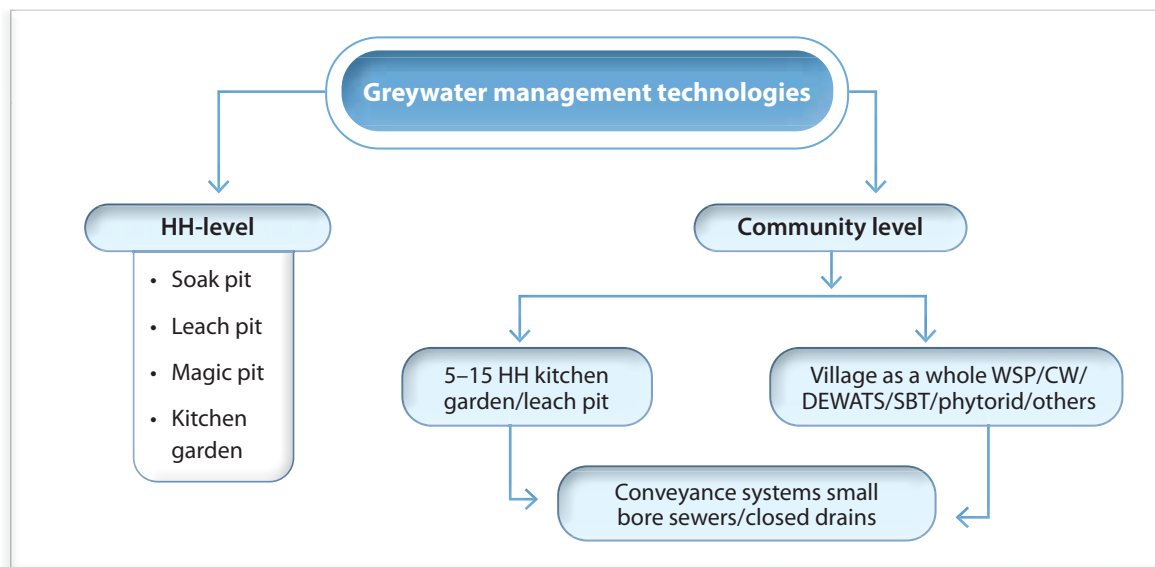 Greywater management technologies
HH-level
• Soak pit
• Leach pit
• Magic pit
• Kitchen
garden
Community level
5–15 HH kitchen
garden/leach pit
Village as a whole WSP/CW/
DEWATS/SBT/phytorid/others
Conveyance systems small
bore sewers/closed drains